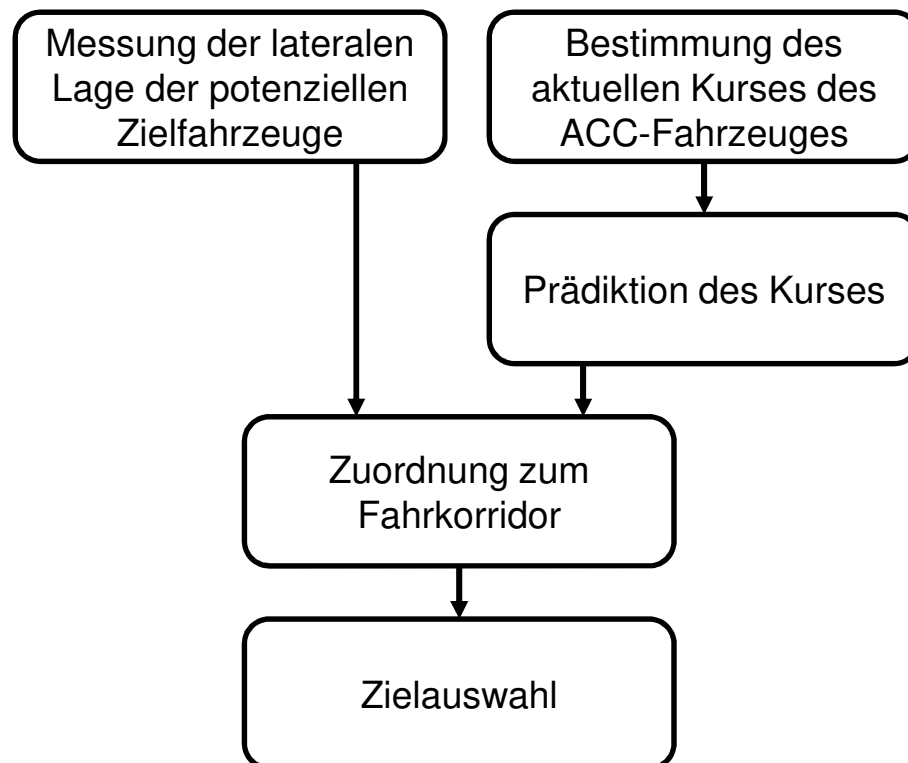 Messung der lateralen
Lage der potenziellen
Zielfahrzeuge
Bestimmung des
aktuellen Kurses des
ACC-Fahrzeuges
Prädiktion des Kurses
Zuordnung zum
Fahrkorridor
Zielauswahl